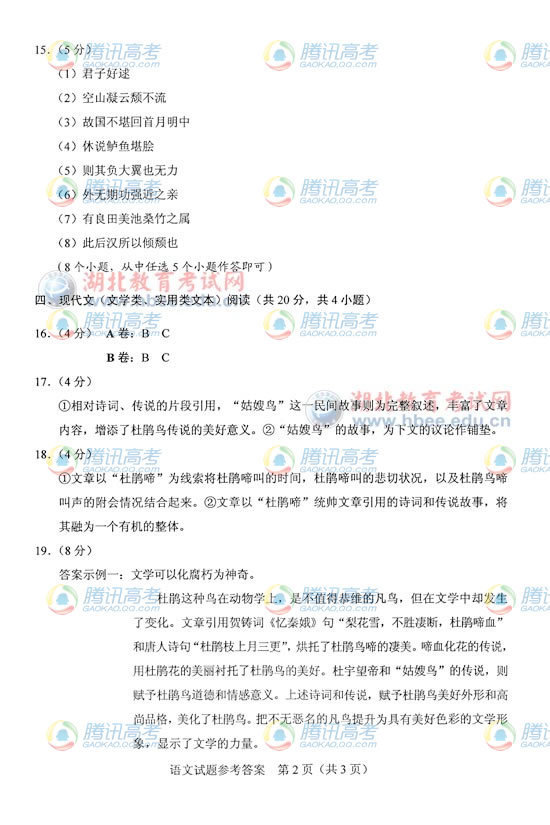 15.（5 分）
（1）君子好逑
（2）空山凝云颓不流
（3）故国不堪回首月明中
（4）休说鲈鱼堪脍
（5）则其负大翼也无力
（6）外无期功强近之亲
（7）有良田美池桑竹之属
（8）此后汉所以倾颓也
（8 个小题，从中任选 5 个小题作答即可）
四、现代文（文学类、实用类文本）阅读（共 20 分，共 4 小题）
16.（4 分） A 卷：B C
B 卷：B C
17.（4 分）
①相对诗词、传说的片段引用，“姑嫂鸟”这一民间故事则为完整叙述，丰富了文章
内容，增添了杜鹃鸟传说的美好意义。②“姑嫂鸟”的故事，为下文的议论作铺垫。
18.（4 分）
①文章以“杜鹃啼”为线索将杜鹃啼叫的时间，杜鹃啼叫的悲切状况，以及杜鹃鸟啼
叫声的附会情况结合起来。②文章以“杜鹃啼”统帅文章引用的诗词和传说故事，将
其融为一个有机的整体。
19.（8 分）
答案示例一：文学可以化腐朽为神奇。
杜鹃这种鸟在动物学上，是不值得恭维的凡鸟，但在文学中却发生
了变化。文章引用贺铸词《忆秦娥》句“梨花雪，不胜凄断，杜鹃啼血”
和唐人诗句“杜鹃枝上月三更”，烘托了杜鹃鸟啼的凄美。啼血化花的传说，
用杜鹃花的美丽衬托了杜鹃鸟的美好。杜宇望帝和“姑嫂鸟”的传说，则
赋予杜鹃鸟道德和情感意义。上述诗词和传说，赋予杜鹃鸟美好外形和高
尚品格，美化了杜鹃鸟。把不无恶名的凡鸟提升为具有美好色彩的文学形
象，显示了文学的力量。
语文试题参考答案 第 2 页（共 3 页）
腾讯高考
GAOKAO.QQ.COM
湖北教育考试网
www.hbee.edu.cn